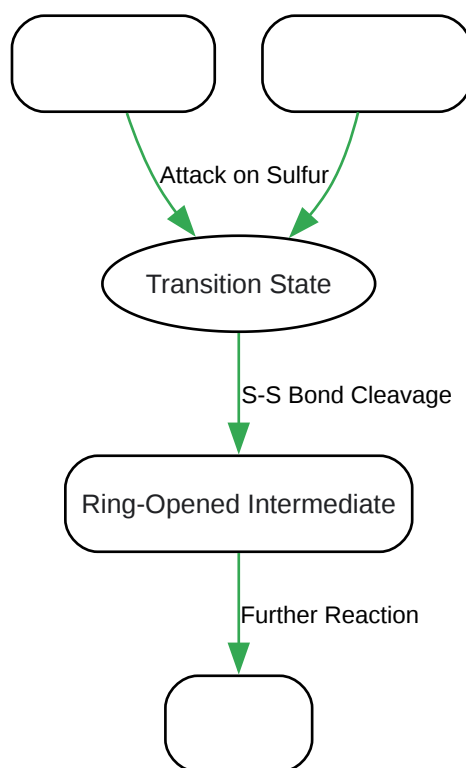 Attack on Sulfur
Transition State
S-S Bond Cleavage
Ring-Opened Intermediate
Further Reaction